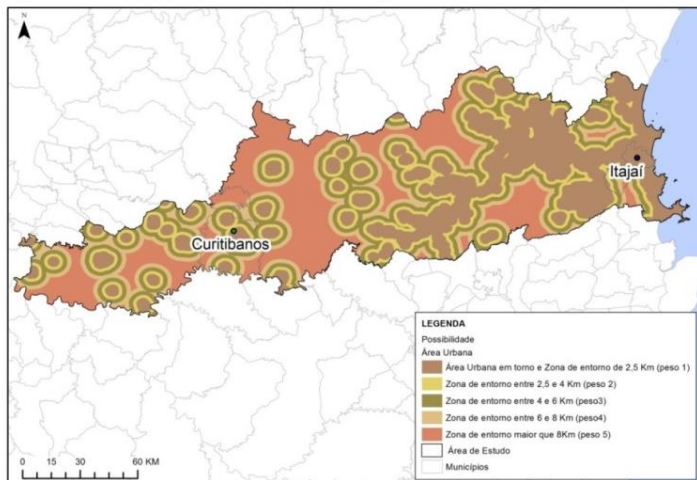 N
Itajaí
Curitibanos
LEGENDA
Possibilidade
Área Urbana
Área Urbana em torno e Zona de entorno de 2,5 Km (peso 1)
Zona de entorno entre 2,5 e 4 Km (peso 2)
Zona de entorno entre 4 e 6 Km (peso3)
Zona de entorno entre 6 e 8 Km (peso4)
Zona de entorno maior que 8Km (peso 5)
Área de Estudo
Municípios
0 15 30 60 KM